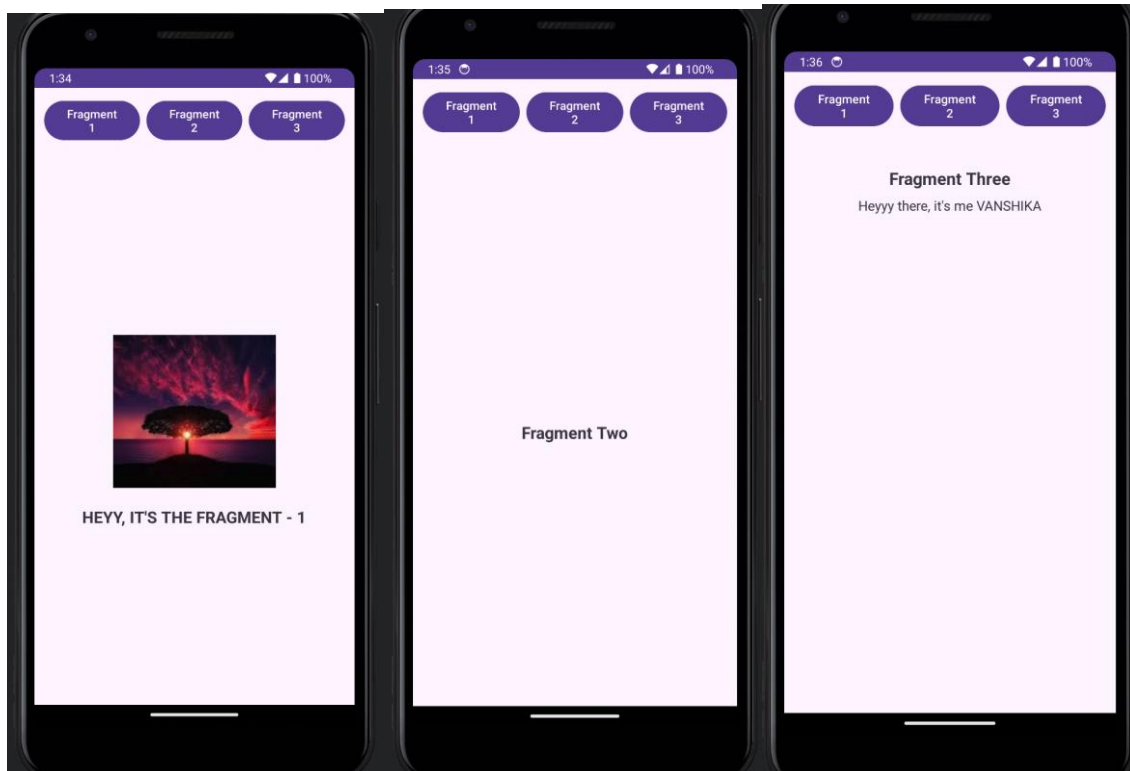 1:34
100%
Fragment
1
Fragment
2
Fragment
3
HEYY, IT'S THE FRAGMENT - 1
1:35
100%
Fragment
1
Fragment
2
Fragment
3
Fragment Two
1:36
100%
Fragment
1
Fragment
2
Fragment
3
Fragment Three
Heyyy there, it's me VANSHIKA